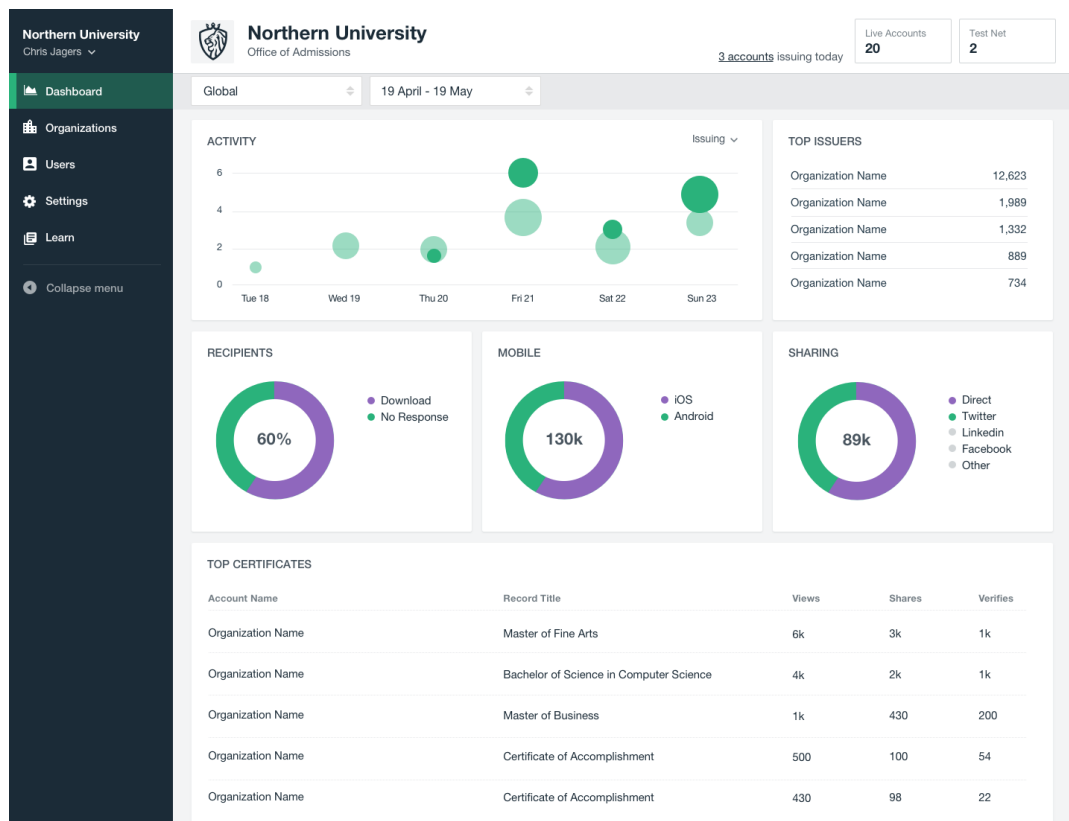 Northern University
Chris Jagers
Dashboard
Organizations
Users
Settings
Learn
Collapse menu
Northern University
Office of Admissions
3 accounts issuing today
Live Accounts
20
Test Net
2
Global
19 April - 19 May
ACTIVITY
Issuing
6
4
2
0
Tue 18 Wed 19 Thu 20 Fri 21 Sat 22 Sun 23
TOP ISSUERS
Organization Name 12,623
Organization Name 1,989
Organization Name 1,332
Organization Name 889
Organization Name 734
RECIPIENTS
60%
Download
No Response
MOBILE
130k
iOS
Android
SHARING
89k
Direct
Twitter
Linkedin
Facebook
Other
TOP CERTIFICATES
Account Name Record Title Views Shares Verifies
Organization Name Master of Fine Arts 6k 3k 1k
Organization Name Bachelor of Science in Computer Science 4k 2k 1k
Organization Name Master of Business 1k 430 200
Organization Name Certificate of Accomplishment 500 100 54
Organization Name Certificate of Accomplishment 430 98 22